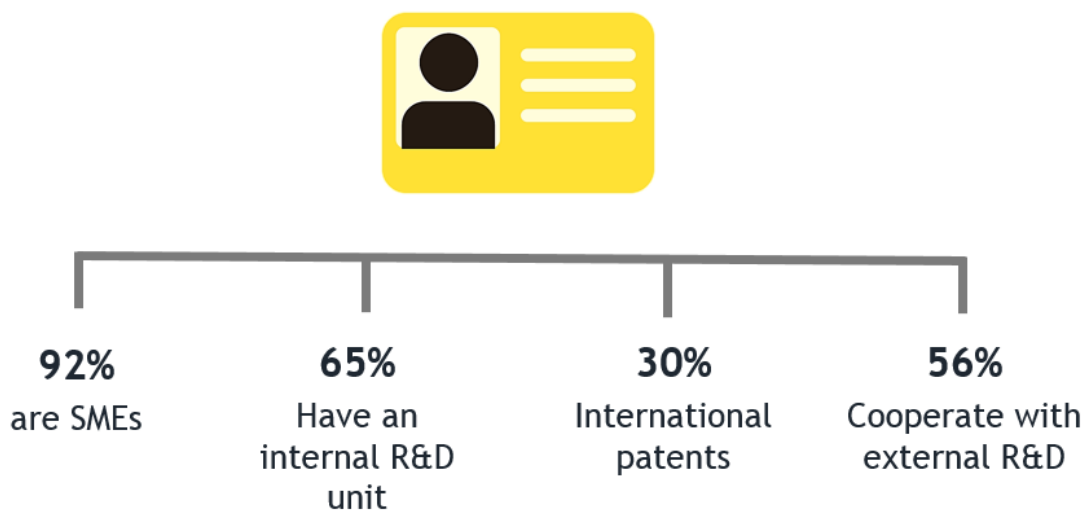 92%
are SMEs
65%
Have an
internal R&D
unit
30%
International
patents
56%
Cooperate with
external R&D